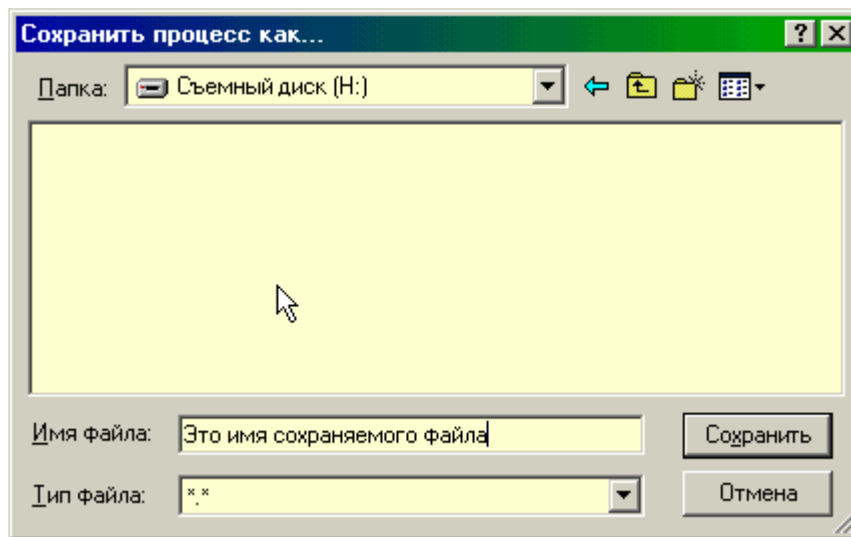 Сохранить процесс как...
Папка: Съемный диск (H:)
Имя файла: Это имя сохраняемого файла Сохранить
Тип файла: *.* Отмена